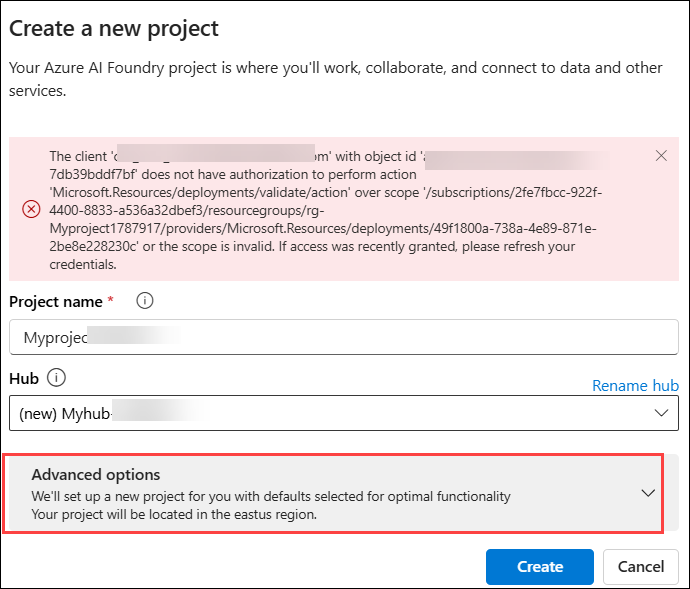 Create a new project
Your Azure AI Foundry project is where you'll work, collaborate, and connect to data and other
services.
The client ' om' with object id '
7db39bddf7bf' does not have authorization to perform action
'Microsoft.Resources/deployments/validate/action' over scope '/subscriptions/2fe7fbcc-922f-
4400-8833-a536a32dbef3/resourcegroups/rg-
Myproject1787917/providers/Microsoft.Resources/deployments/49f1800a-738a-4e89-871e-
2be8e228230c' or the scope is invalid. If access was recently granted, please refresh your
credentials.
Project name *
Myprojec
Hub
Rename hub
(new) Myhub-
Advanced options
We'll set up a new project for you with defaults selected for optimal functionality
Your project will be located in the eastus region.
Create Cancel